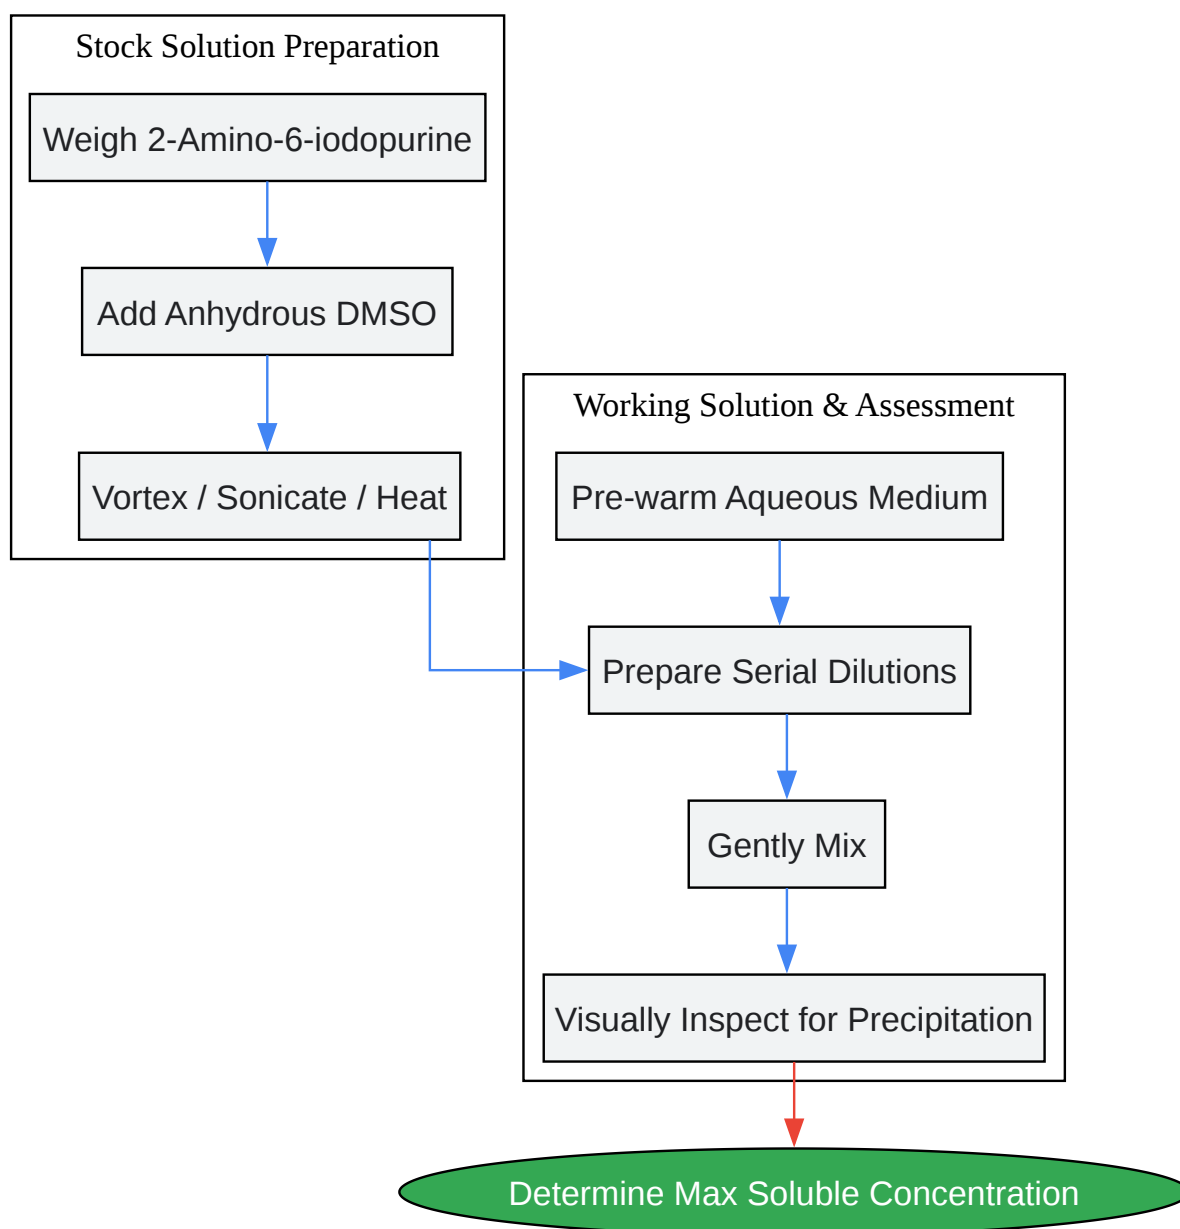 Stock Solution Preparation
Weigh 2-Amino-6-iodopurine
Add Anhydrous DMSO
Vortex / Sonicate / Heat
Working Solution & Assessment
Pre-warm Aqueous Medium
Prepare Serial Dilutions
Gently Mix
Visually Inspect for Precipitation
Determine Max Soluble Concentration